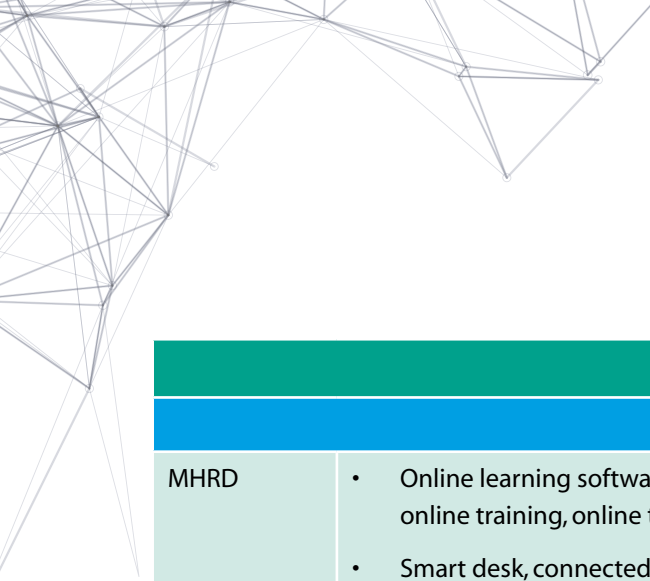 MHRD
• Online learning softwa
online training, online t
• Smart desk, connected